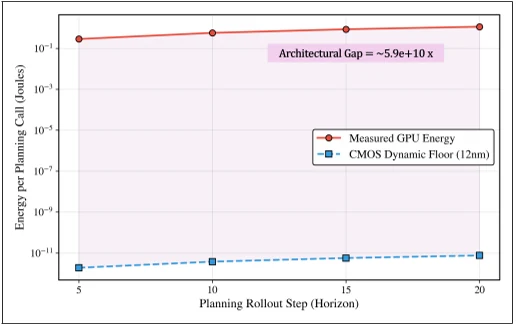 10⁻¹
10⁻³
10⁻⁵
10⁻⁷
10⁻⁹
10⁻¹¹
Energy per Planning Call (Joules)
Architectural Gap = ~5.9e+10 x
Measured GPU Energy
CMOS Dynamic Floor (12nm)
5 10 15 20
Planning Rollout Step (Horizon)